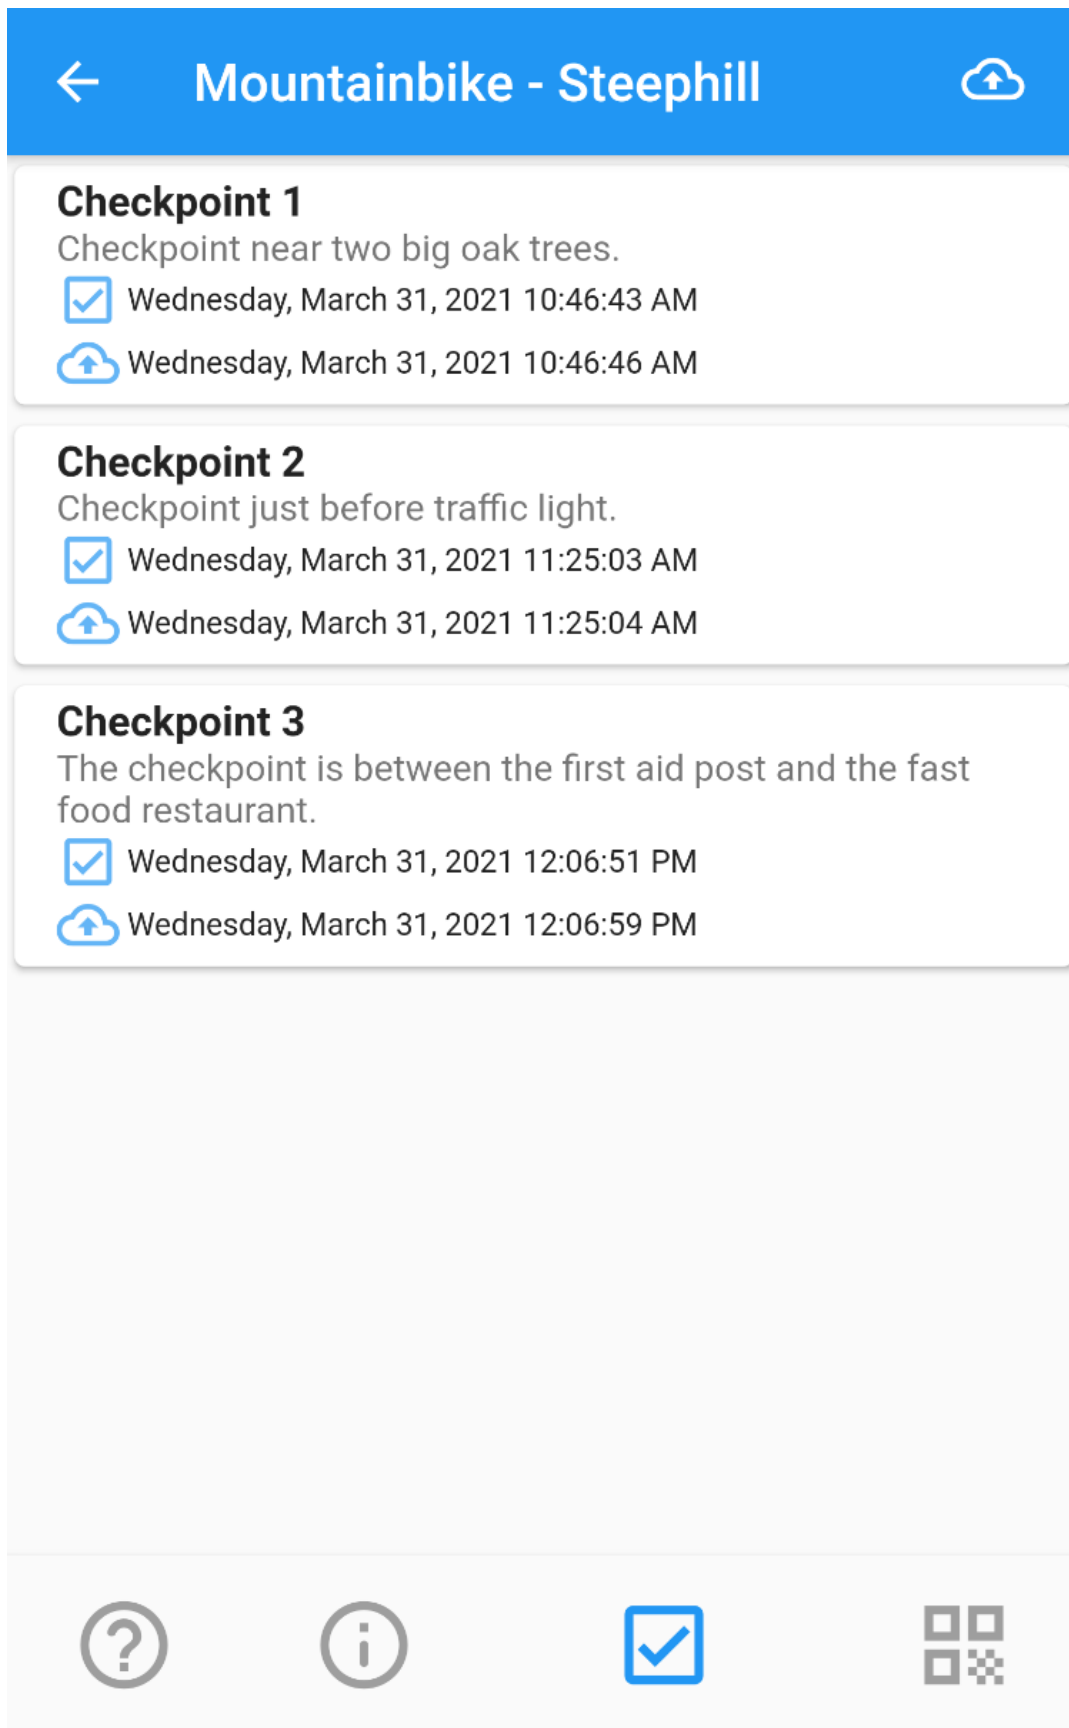 Mountainbike - Steephill
Checkpoint 1
Checkpoint near two big oak trees.
Wednesday, March 31, 2021 10:46:43 AM
Wednesday, March 31, 2021 10:46:46 AM
Checkpoint 2
Checkpoint just before traffic light.
Wednesday, March 31, 2021 11:25:03 AM
Wednesday, March 31, 2021 11:25:04 AM
Checkpoint 3
The checkpoint is between the first aid post and the fast
food restaurant.
Wednesday, March 31, 2021 12:06:51 PM
Wednesday, March 31, 2021 12:06:59 PM